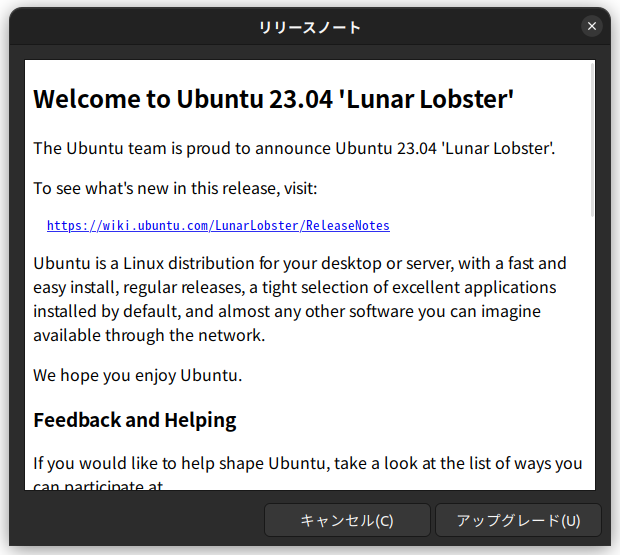 リリースノート
Welcome to Ubuntu 23.04 'Lunar Lobster'
The Ubuntu team is proud to announce Ubuntu 23.04 'Lunar Lobster'.
To see what's new in this release, visit:
https://wiki.ubuntu.com/LunarLobster/ReleaseNotes
Ubuntu is a Linux distribution for your desktop or server, with a fast and
easy install, regular releases, a tight selection of excellent applications
installed by default, and almost any other software you can imagine
available through the network.
We hope you enjoy Ubuntu.
Feedback and Helping
If you would like to help shape Ubuntu, take a look at the list of ways you
can participate at
キャンセル(C)
アップグレード(U)